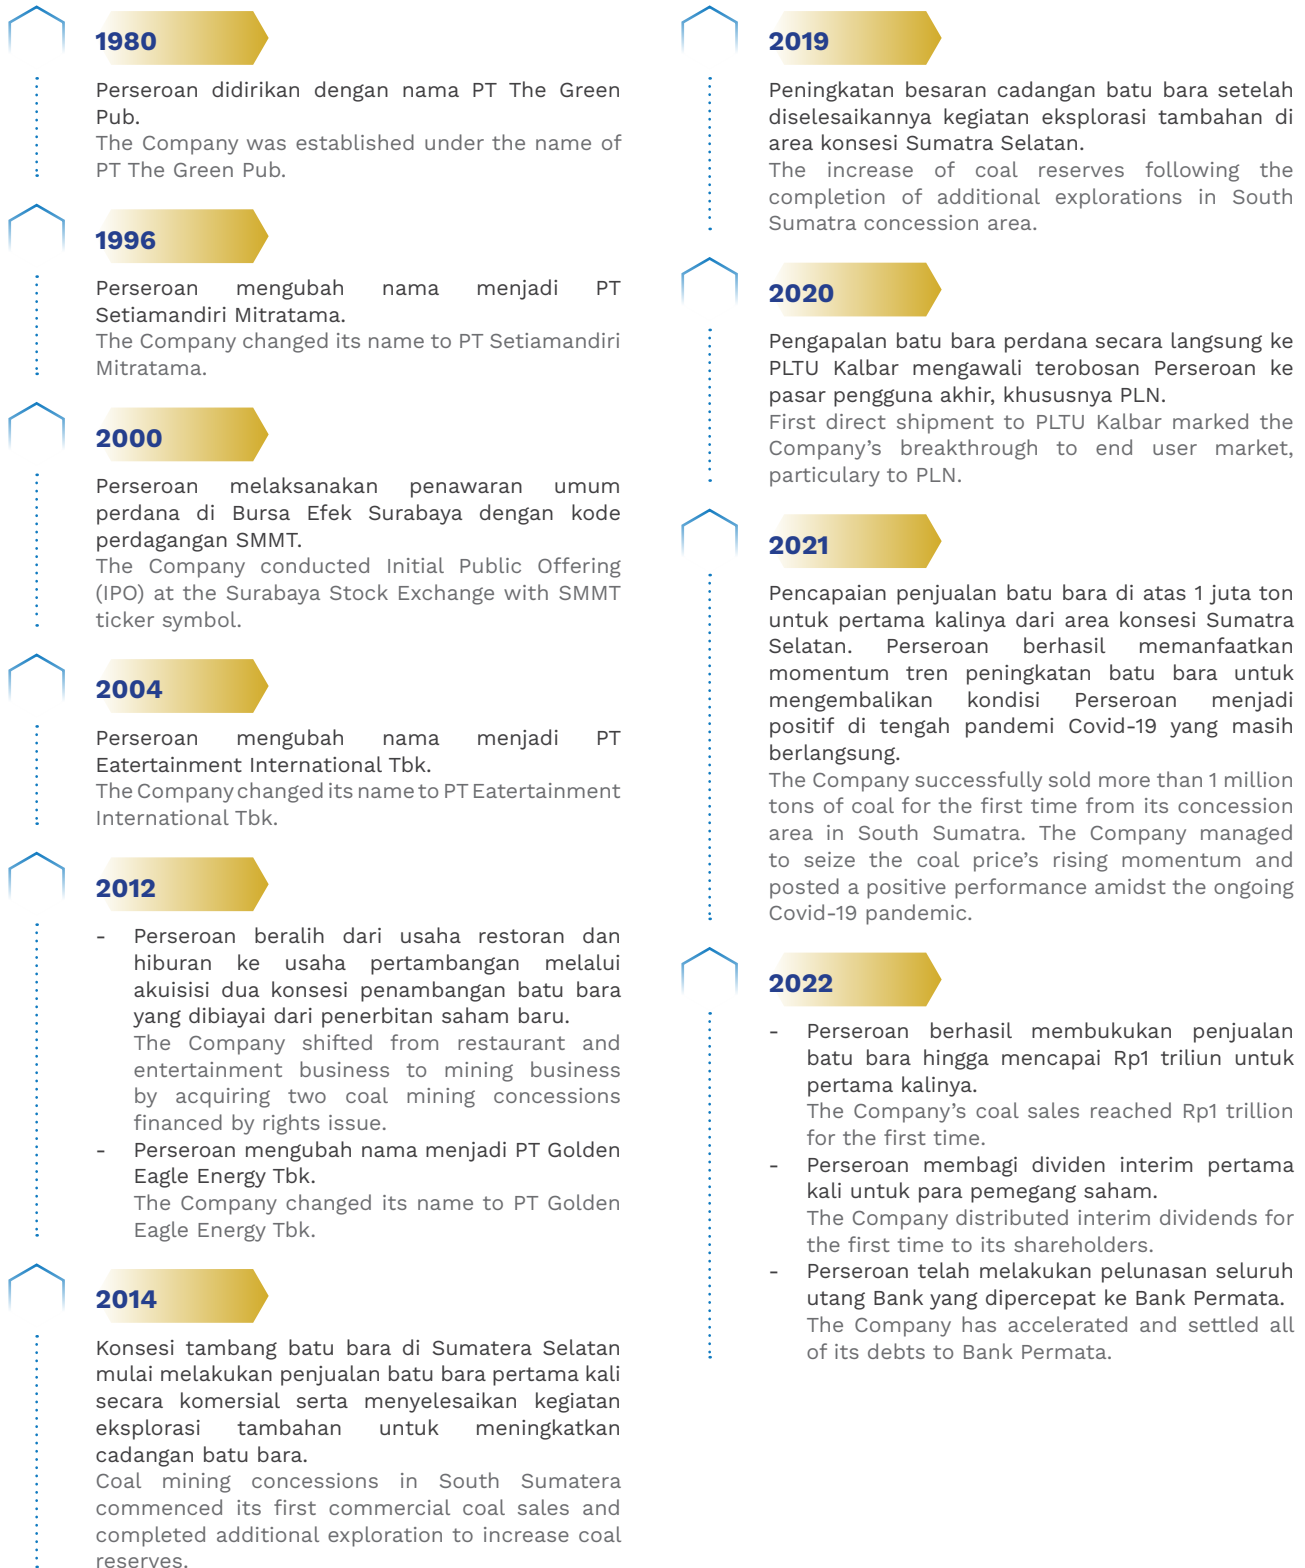 1980
Perseroan didirikan dengan nama PT The Green
Pub.
The Company was established under the name of
PT The Green Pub.
1996
Perseroan mengubah nama menjadi PT
Setiamandiri Mitratama.
The Company changed its name to PT Setiamandiri
Mitratama.
2000
Perseroan melaksanakan penawaran umum
perdana di Bursa Efek Surabaya dengan kode
perdagangan SMMT.
The Company conducted Initial Public Offering
(IPO) at the Surabaya Stock Exchange with SMMT
ticker symbol.
2004
Perseroan mengubah nama menjadi PT
Eatertainment International Tbk.
The Company changed its name to PT Eatertainment
International Tbk.
2012
- Perseroan beralih dari usaha restoran dan
hiburan ke usaha pertambangan melalui
akuisisi dua konsesi penambangan batu bara
yang dibiayai dari penerbitan saham baru.
The Company shifted from restaurant and
entertainment business to mining business
by acquiring two coal mining concessions
financed by rights issue.
- Perseroan mengubah nama menjadi PT Golden
Eagle Energy Tbk.
The Company changed its name to PT Golden
Eagle Energy Tbk.
2014
Konsesi tambang batu bara di Sumatera Selatan
mulai melakukan penjualan batu bara pertama kali
secara komersial serta menyelesaikan kegiatan
eksplorasi tambahan untuk meningkatkan
cadangan batu bara.
Coal mining concessions in South Sumatera
commenced its first commercial coal sales and
completed additional exploration to increase coal
reserves.
2019
Peningkatan besaran cadangan batu bara setelah
diselesaikannya kegiatan eksplorasi tambahan di
area konsesi Sumatra Selatan.
The increase of coal reserves following the
completion of additional explorations in South
Sumatra concession area.
2020
Pengapalan batu bara perdana secara langsung ke
PLTU Kalbar mengawali terobosan Perseroan ke
pasar pengguna akhir, khususnya PLN.
First direct shipment to PLTU Kalbar marked the
Company's breakthrough to end user market,
particulary to PLN.
2021
Pencapaian penjualan batu bara di atas 1 juta ton
untuk pertama kalinya dari area konsesi Sumatra
Selatan. Perseroan berhasil memanfaatkan
momentum tren peningkatan batu bara untuk
mengembalikan kondisi Perseroan menjadi
positif di tengah pandemi Covid-19 yang masih
berlangsung.
The Company successfully sold more than 1 million
tons of coal for the first time from its concession
area in South Sumatra. The Company managed
to seize the coal price's rising momentum and
posted a positive performance amidst the ongoing
Covid-19 pandemic.
2022
- Perseroan berhasil membukukan penjualan
batu bara hingga mencapai Rp1 triliun untuk
pertama kalinya.
The Company's coal sales reached Rp1 trillion
for the first time.
- Perseroan membagi dividen interim pertama
kali untuk para pemegang saham.
The Company distributed interim dividends for
the first time to its shareholders.
- Perseroan telah melakukan pelunasan seluruh
utang Bank yang dipercepat ke Bank Permata.
The Company has accelerated and settled all
of its debts to Bank Permata.